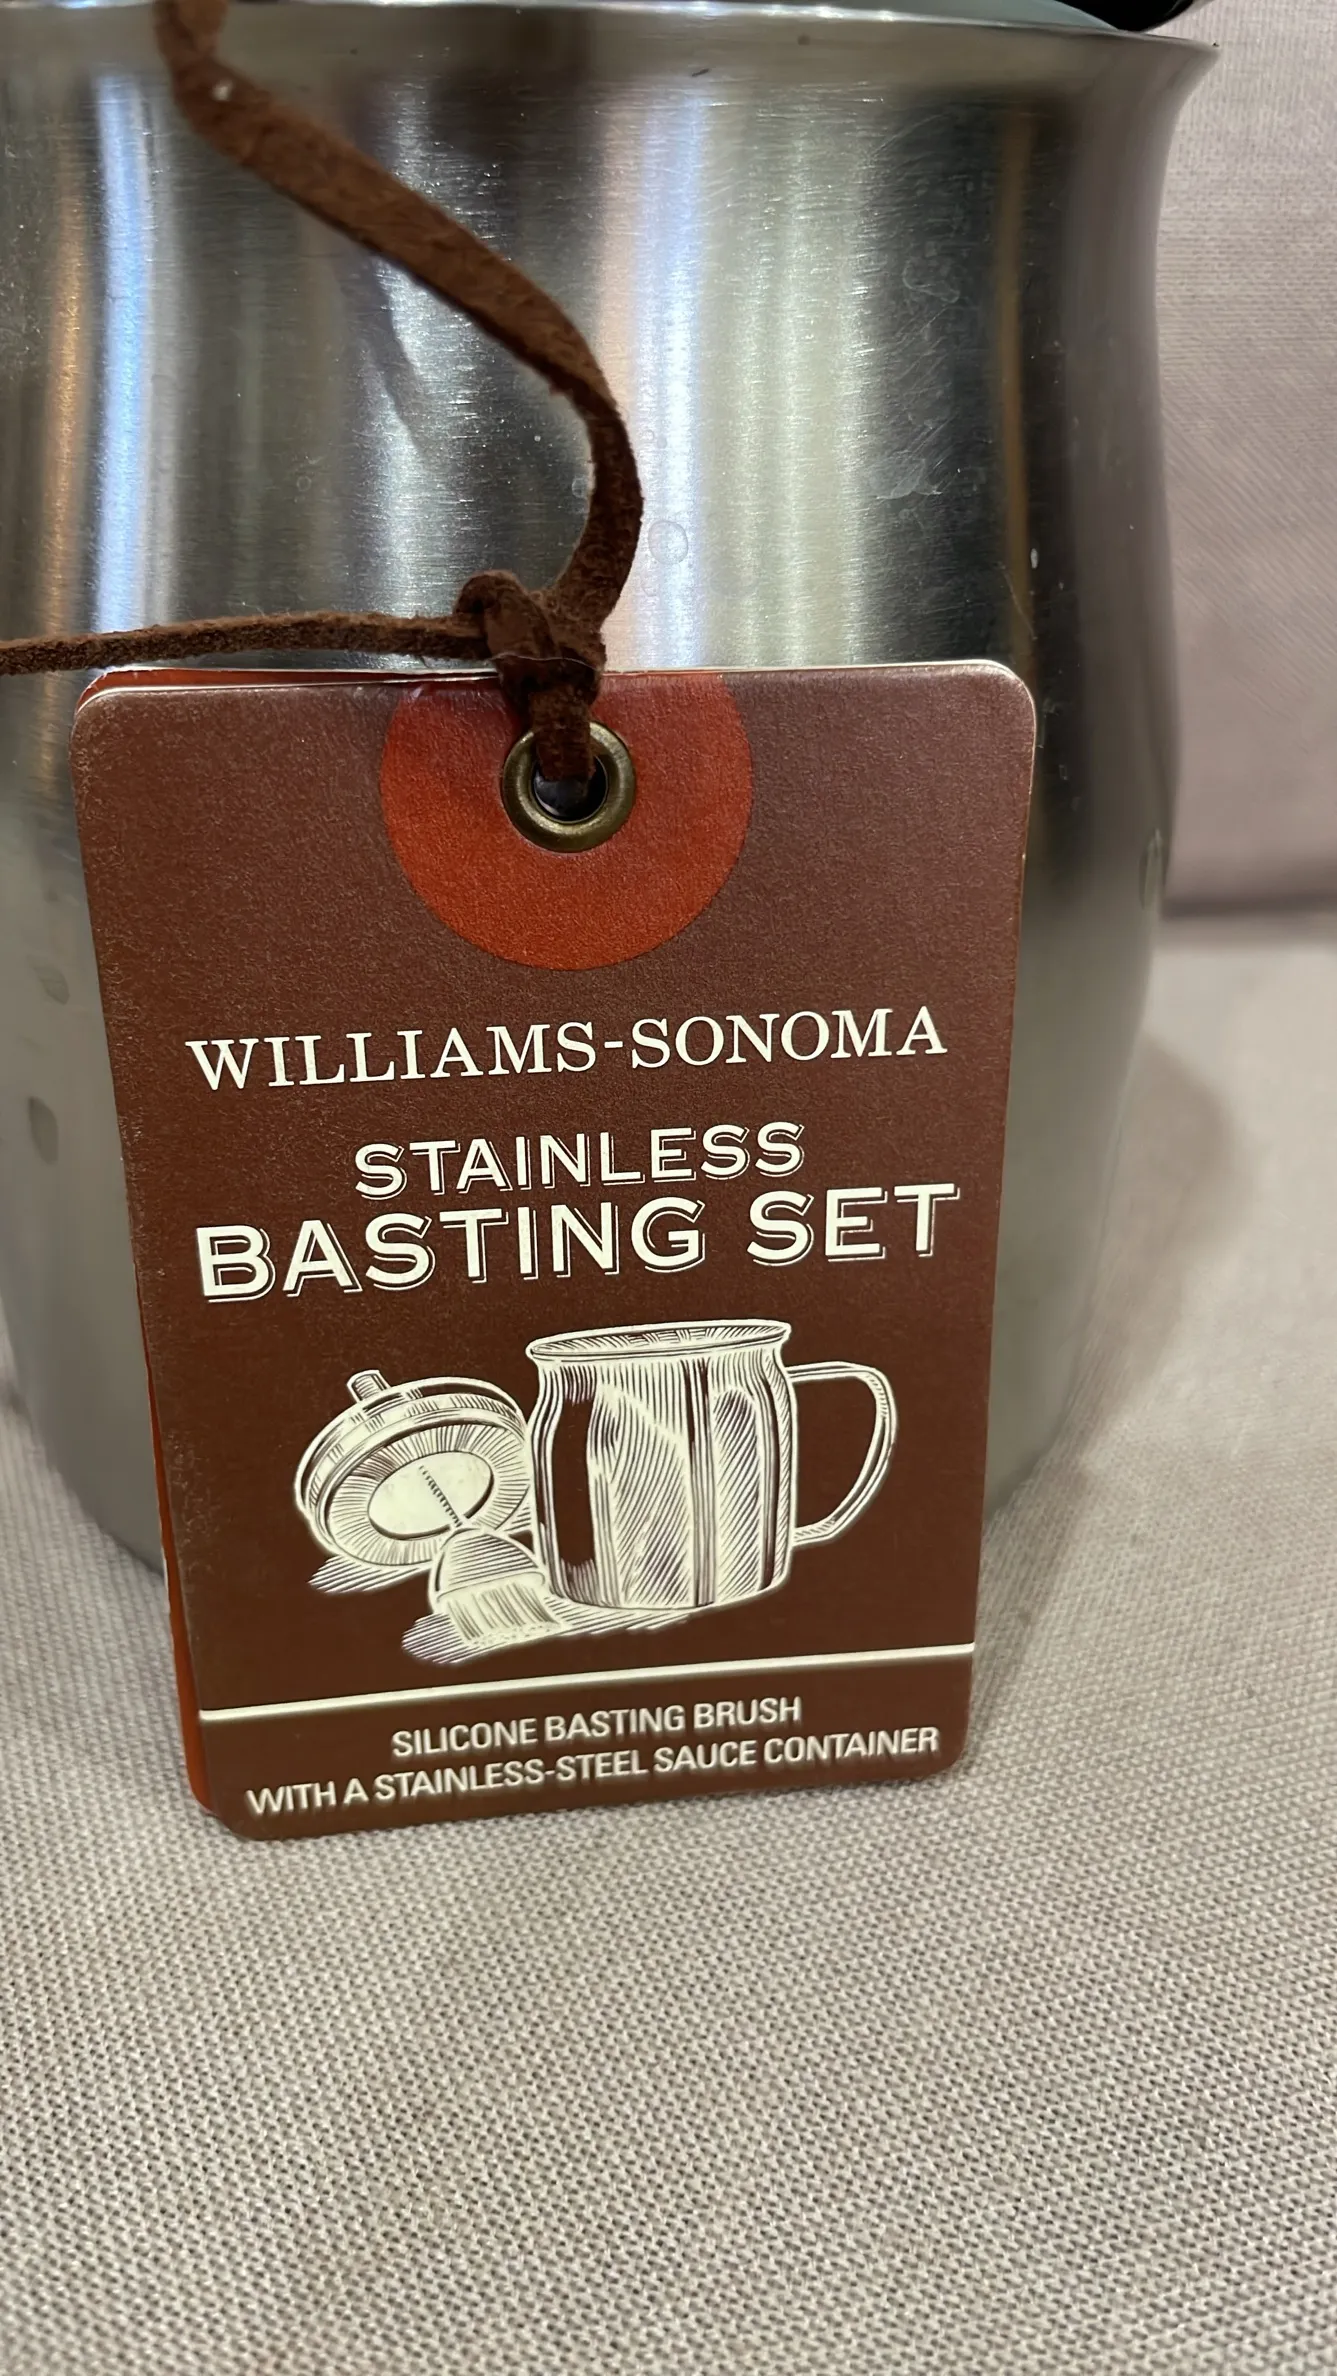 WILLIAMS-SONOMA
STAINLESS
BASTING SET
SILICONE BASTING BRUSH
WITH A STAINLESS-STEEL SAUCE CONTAINER